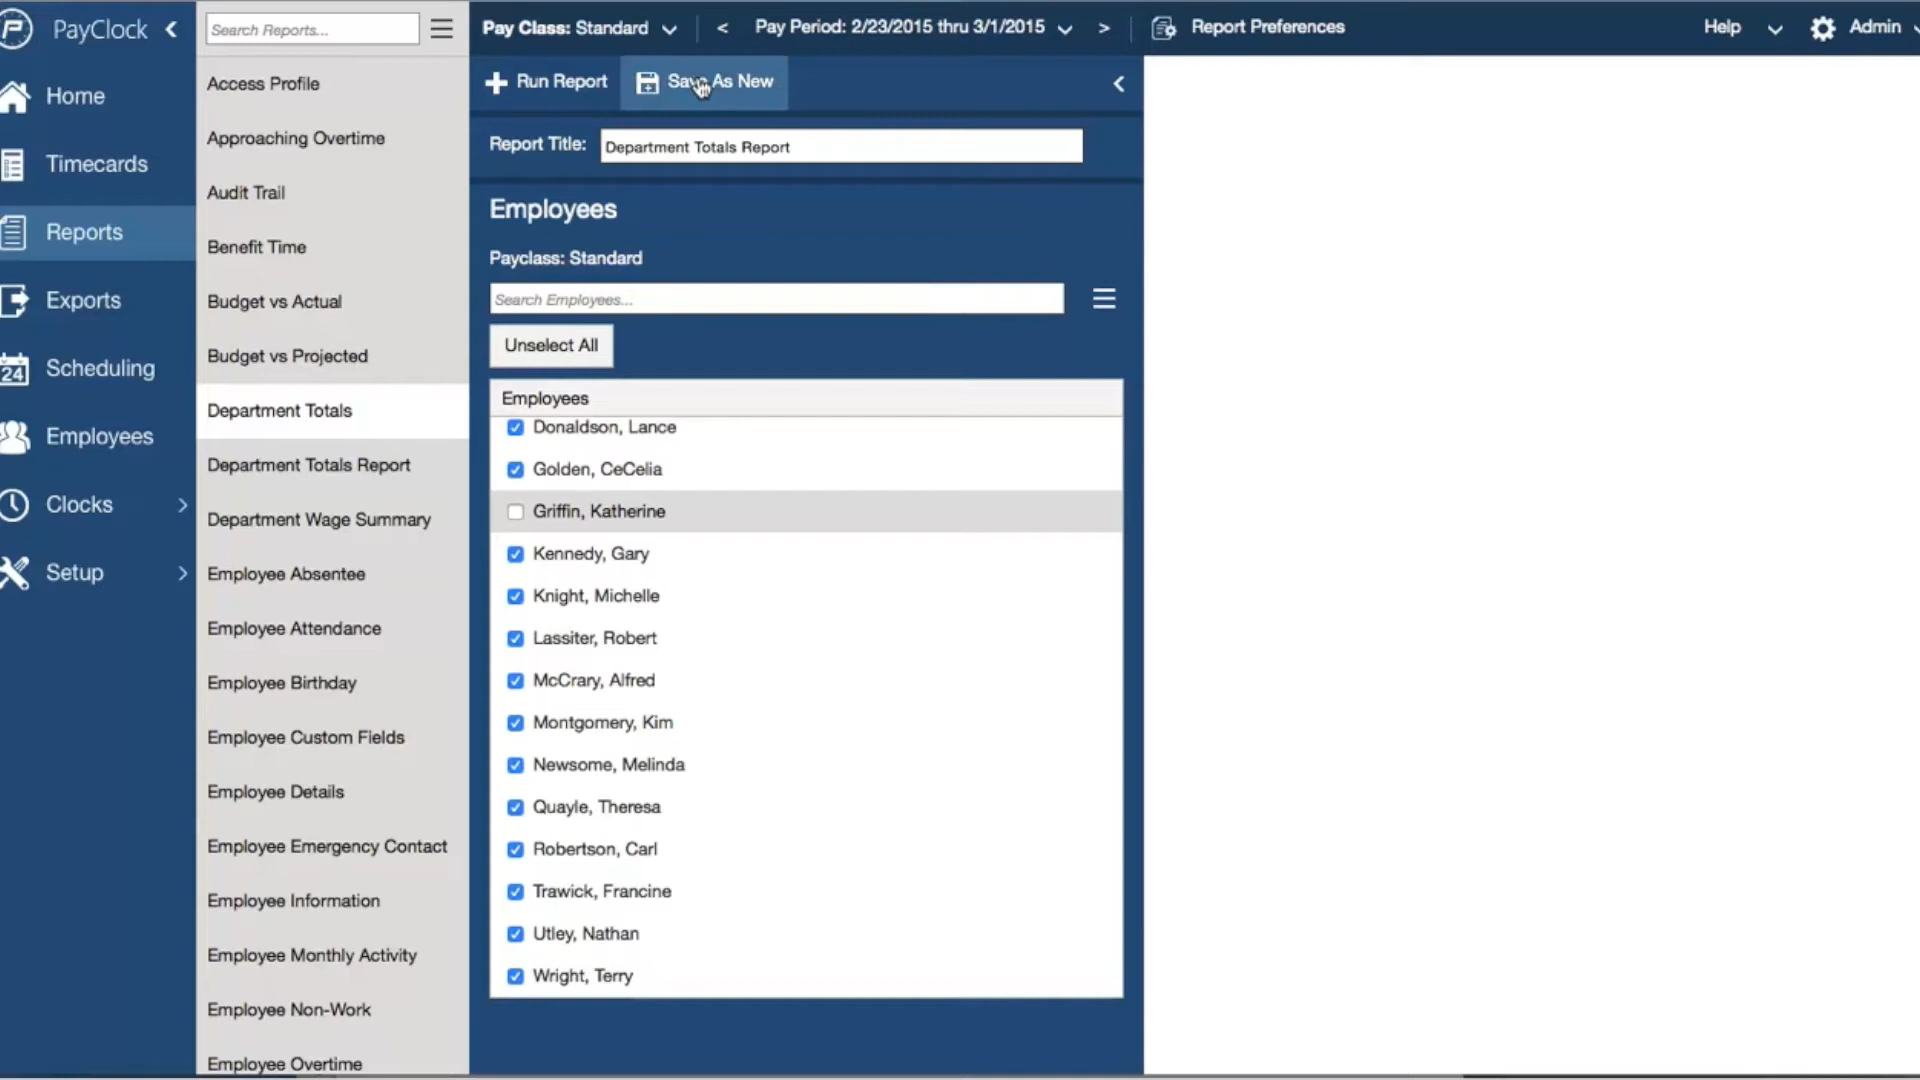 PayClock
Home
Timecards
Reports
Exports
24
Scheduling
Employees
Clocks
Setup
Search Reports...
Access Profile
Approaching Overtime
Audit Trail
Benefit Time
Budget vs Actual
Budget vs Projected
Department Totals
Department Totals Report
Department Wage Summary
Employee Absentee
Employee Attendance
Employee Birthday
Employee Custom Fields
Employee Details
Employee Emergency Contact
Employee Information
Employee Monthly Activity
Employee Non-Work
Employee Overtime
Pay Class: Standard
< Pay Period: 2/23/2015 thru 3/1/2015 >
Report Preferences
Help
Admin
Run Report
Save As New
Report Title: Department Totals Report
Employees
Payclass: Standard
Search Employees...
Unselect All
Employees
Donaldson, Lance
Golden, CeCelia
Griffin, Katherine
Kennedy, Gary
Knight, Michelle
Lassiter, Robert
McCrary, Alfred
Montgomery, Kim
Newsome, Melinda
Quayle, Theresa
Robertson, Carl
Trawick, Francine
Utley, Nathan
Wright, Terry